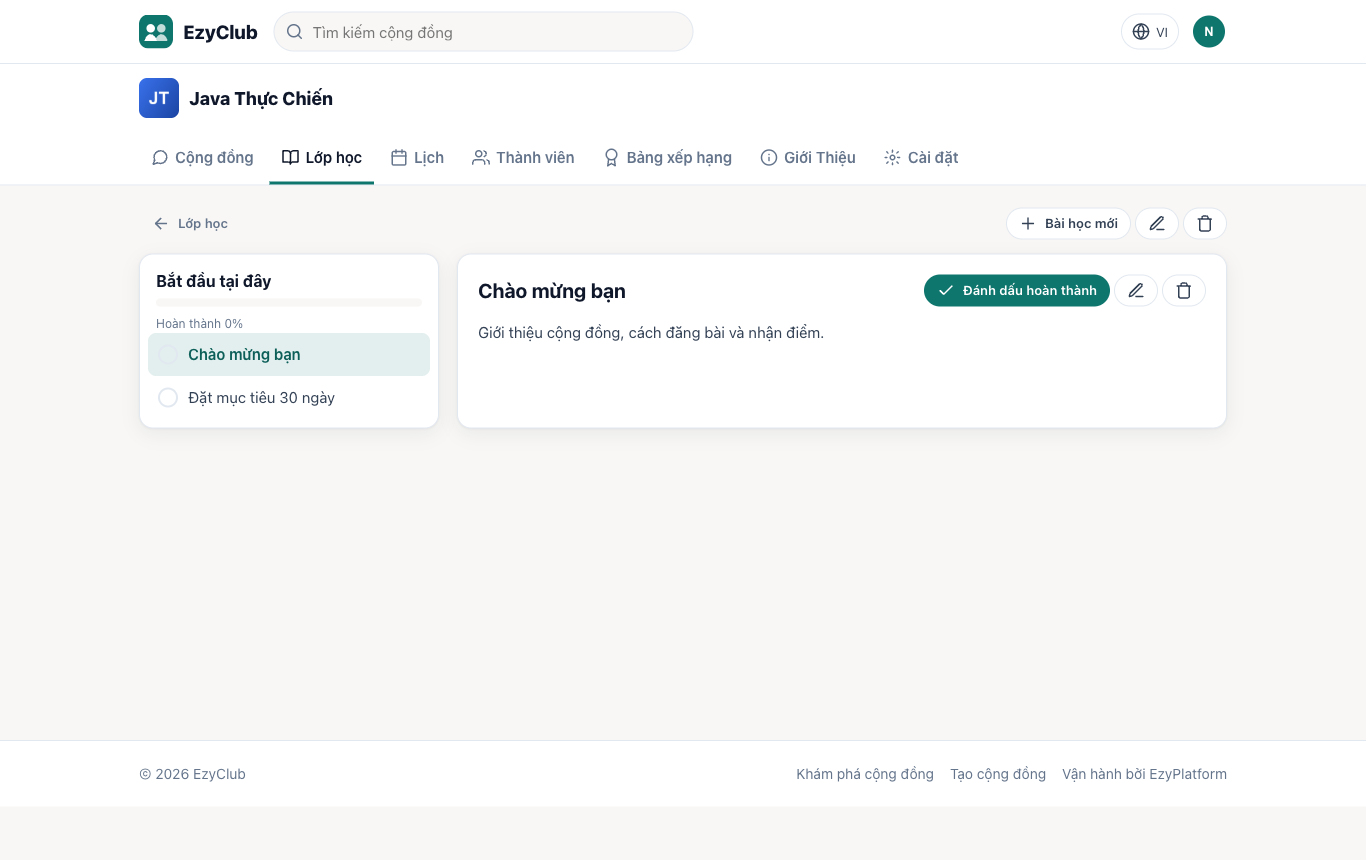 EzyClub
Tìm kiếm cộng đồng
VI
N
JT
Java Thực Chiến
Cộng đồng
Lớp học
Lịch
Thành viên
Bảng xếp hạng
Giới Thiệu
Cài đặt
Lớp học
Bài học mới
Bắt đầu tại đây
Hoàn thành 0%
Chào mừng bạn
Đặt mục tiêu 30 ngày
Chào mừng bạn
Đánh dấu hoàn thành
Giới thiệu cộng đồng, cách đăng bài và nhận điểm.
© 2026 EzyClub
Khám phá cộng đồng
Tạo cộng đồng
Vận hành bởi EzyPlatform